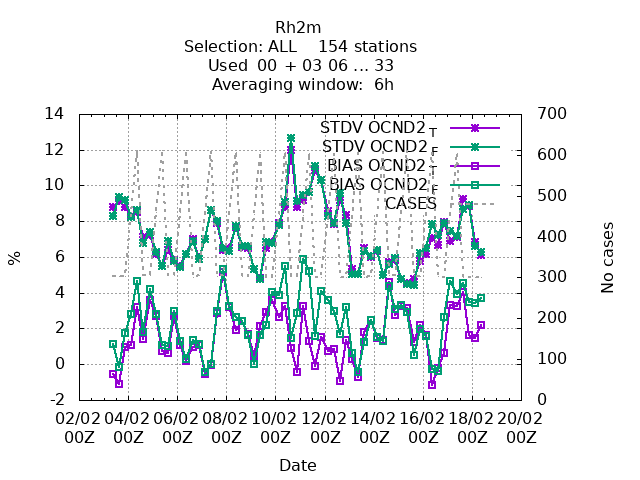 Rh2m
Selection: ALL    154 stations
Used  00 + 03 06 ... 33
Averaging window:  6h
14 700
STDV OCND2 T
12 600
STDV OCND2 F
BIAS OCND2 T
10 500
BIAS OCND2 F
CASES
8 400
% No cases
6 300
4 200
2 100
0
-2 0
02/02 04/02 06/02 08/02 10/02 12/02 14/02 16/02 18/02 20/02
00Z 00Z 00Z 00Z 00Z 00Z 00Z 00Z 00Z 00Z
Date